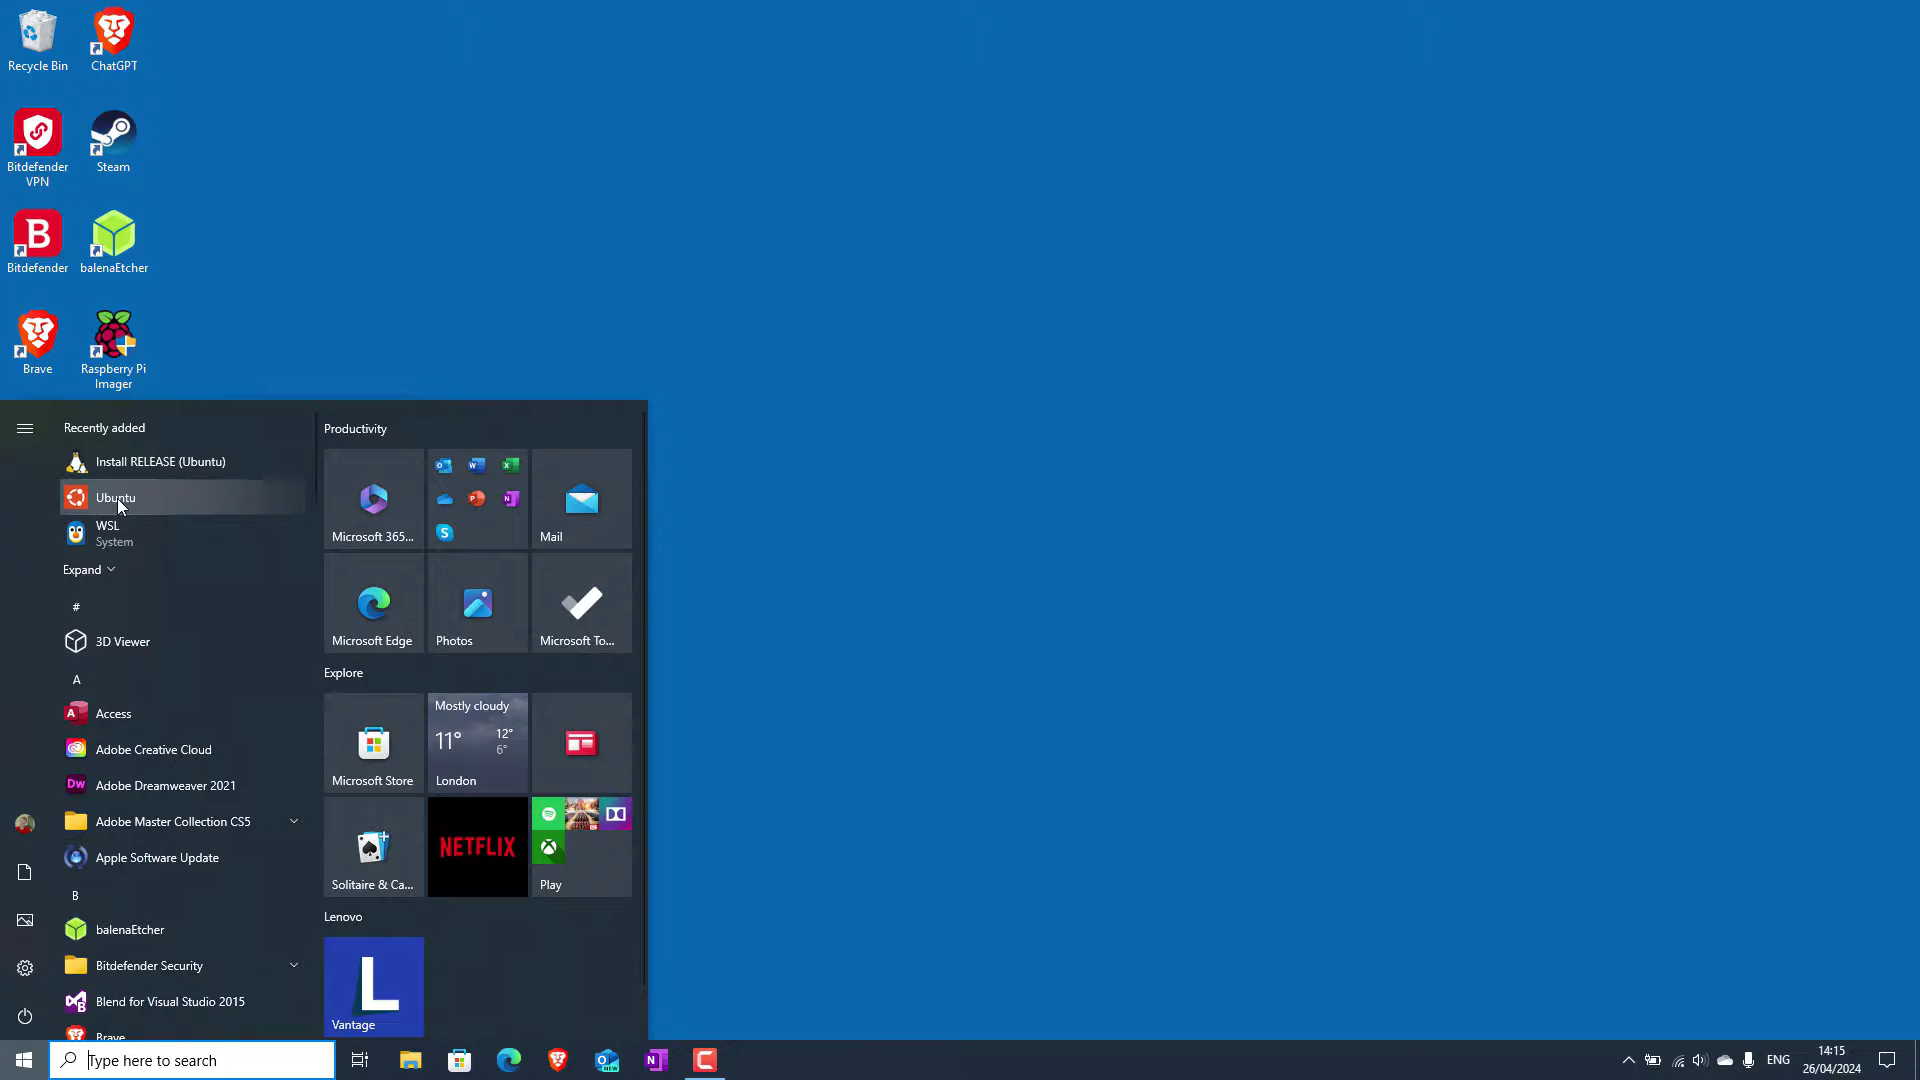 Recycle Bin
ChatGPT
Bitdefender
VPN
Steam
Bitdefender
balenaEtcher
Brave
Raspberry Pi
Imager
Recently added
Install RELEASE (Ubuntu)
Ubuntu
WSL
System
Expand
#
3D Viewer
A
Access
Adobe Creative Cloud
Adobe Dreamweaver 2021
Adobe Master Collection CS5
Apple Software Update
B
balenaEtcher
Bitdefender Security
Blend for Visual Studio 2015
Brave
Productivity
Microsoft 365...
Mail
Microsoft Edge
Photos
Microsoft To...
Explore
Microsoft Store
Mostly cloudy
11°
12°
6°
London
Solitaire & Ca...
NETFLIX
Play
Lenovo
L
Vantage
Type here to search
ENG
14:15
26/04/2024